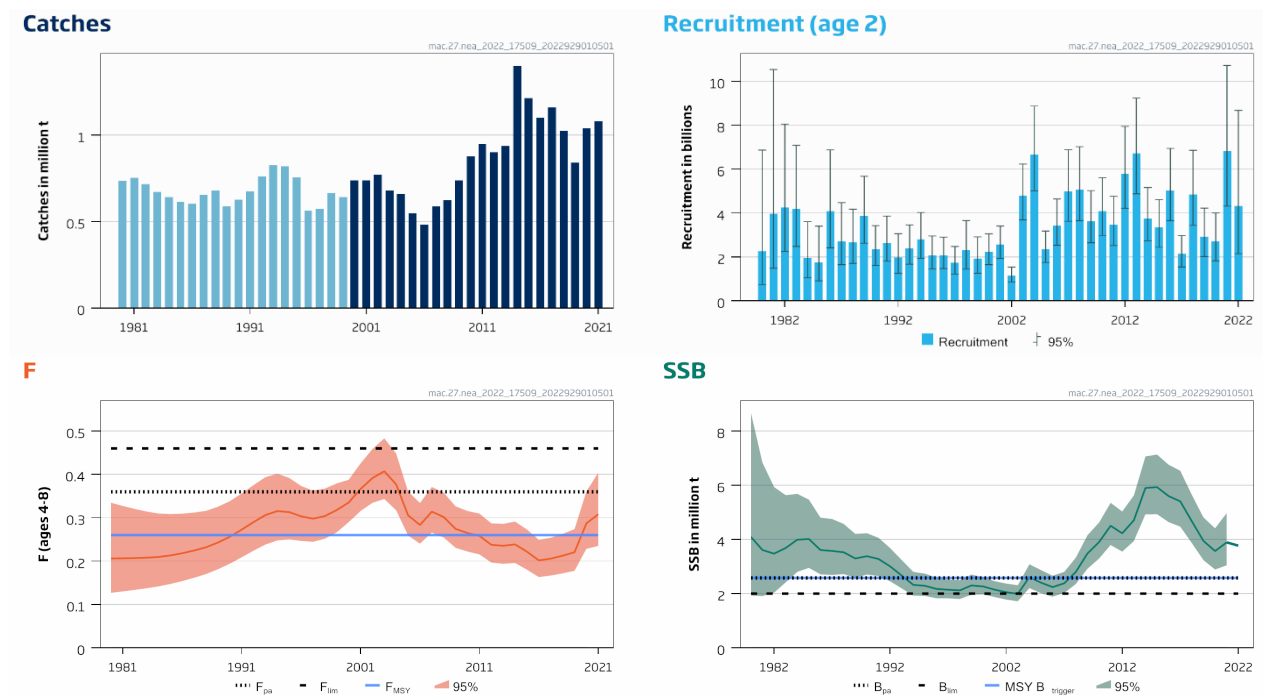 Catches
mac.27.nea_2022_17509_2022929010501
Catches in million t
1
0.5
0
1981 1991 2001 2011 2021
Recruitment (age 2)
mac.27.nea_2022_17509_2022929010501
Recruitment in billions
10
8
6
4
2
0
1982 1992 2002 2012 2022
Recruitment 95%
F
mac.27.nea_2022_17509_2022929010501
F (ages 4-8)
0.5
0.4
0.3
0.2
0.1
0
1981 1991 2001 2011 2021
Fpa Flim FMSY 95%
SSB
mac.27.nea_2022_17509_2022929010501
SSB in million t
8
6
4
2
0
1982 1992 2002 2012 2022
Bpa Blim MSY B trigger 95%